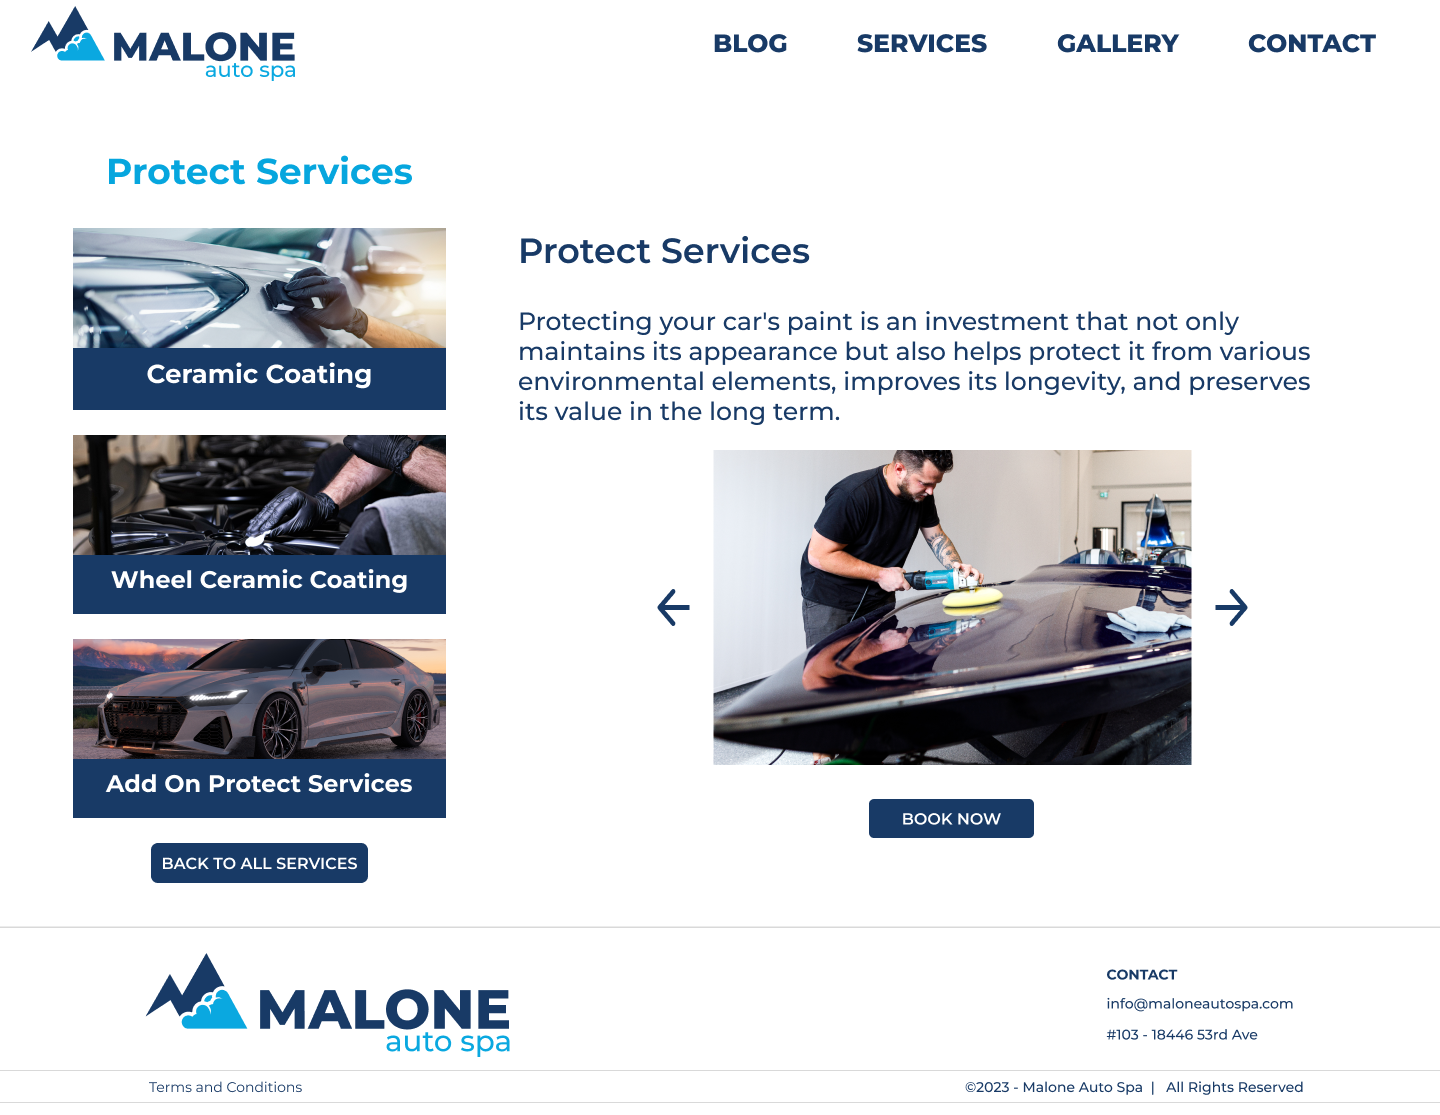 MALONE
auto spa
BLOG SERVICES GALLERY CONTACT
Protect Services
Ceramic Coating
Wheel Ceramic Coating
Add On Protect Services
BACK TO ALL SERVICES
Protect Services
Protecting your car's paint is an investment that not only
maintains its appearance but also helps protect it from various
environmental elements, improves its longevity, and preserves
its value in the long term.
BOOK NOW
MALONE
auto spa
CONTACT
info@maloneautospa.com
#103 - 18446 53rd Ave
Terms and Conditions
©2023 - Malone Auto Spa | All Rights Reserved